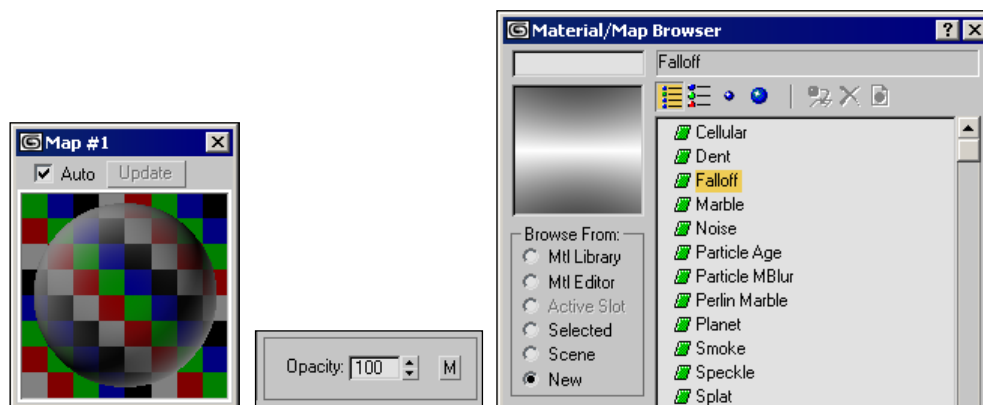 Map #1
Auto Update
Opacity: 100 M
Material/Map Browser
Falloff
Browse From:
Mtl Library
Mtl Editor
Active Slot
Selected
Scene
New
Cellular
Dent
Falloff
Marble
Noise
Particle Age
Particle MBlur
Perlin Marble
Planet
Smoke
Speckle
Splat